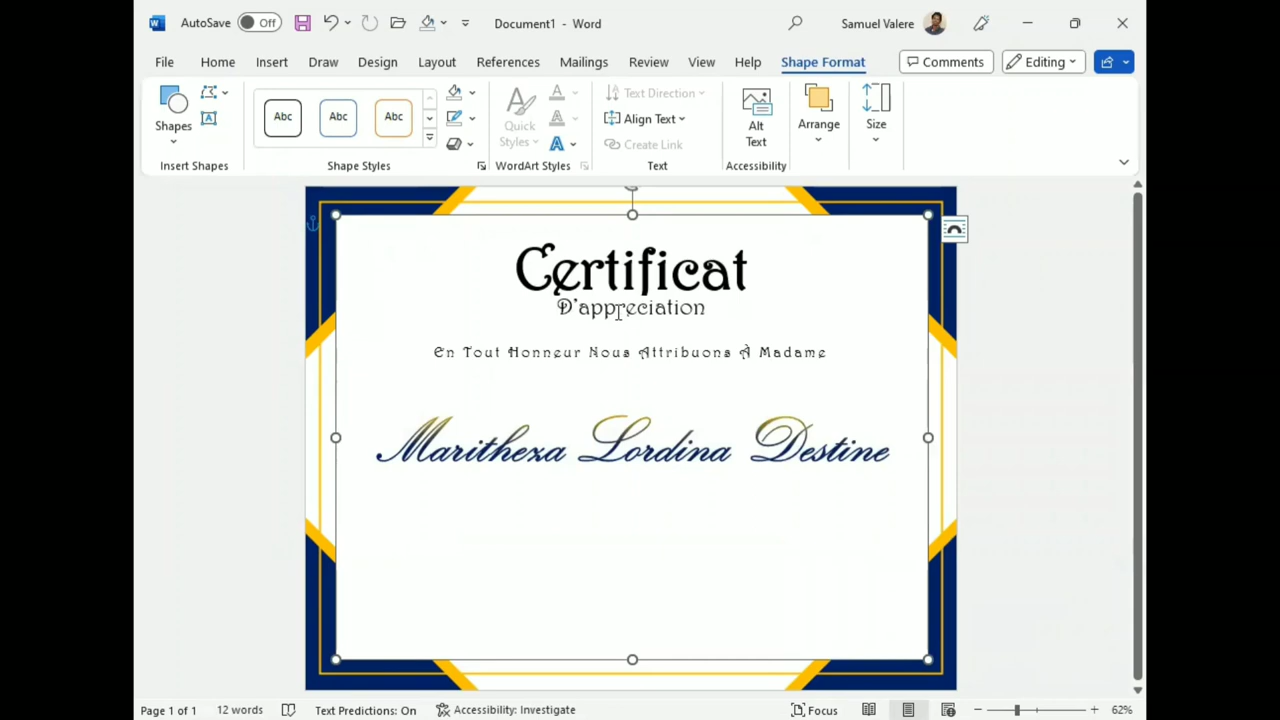 AutoSave Off Document1 - Word Samuel Valere
File Home Insert Draw Design Layout References Mailings Review View Help Shape Format Comments Editing
Shapes
Abc Abc Abc
Quick Styles
Text Direction
Align Text
Create Link
Alt Text
Arrange
Size
Insert Shapes Shape Styles WordArt Styles Text Accessibility
Certificat
D'appreciation
En Tout Honneur Nous Attribuons À Madame
Maritheza Lordina Destine
Page 1 of 1 12 words Text Predictions: On Accessibility: Investigate Focus 62%